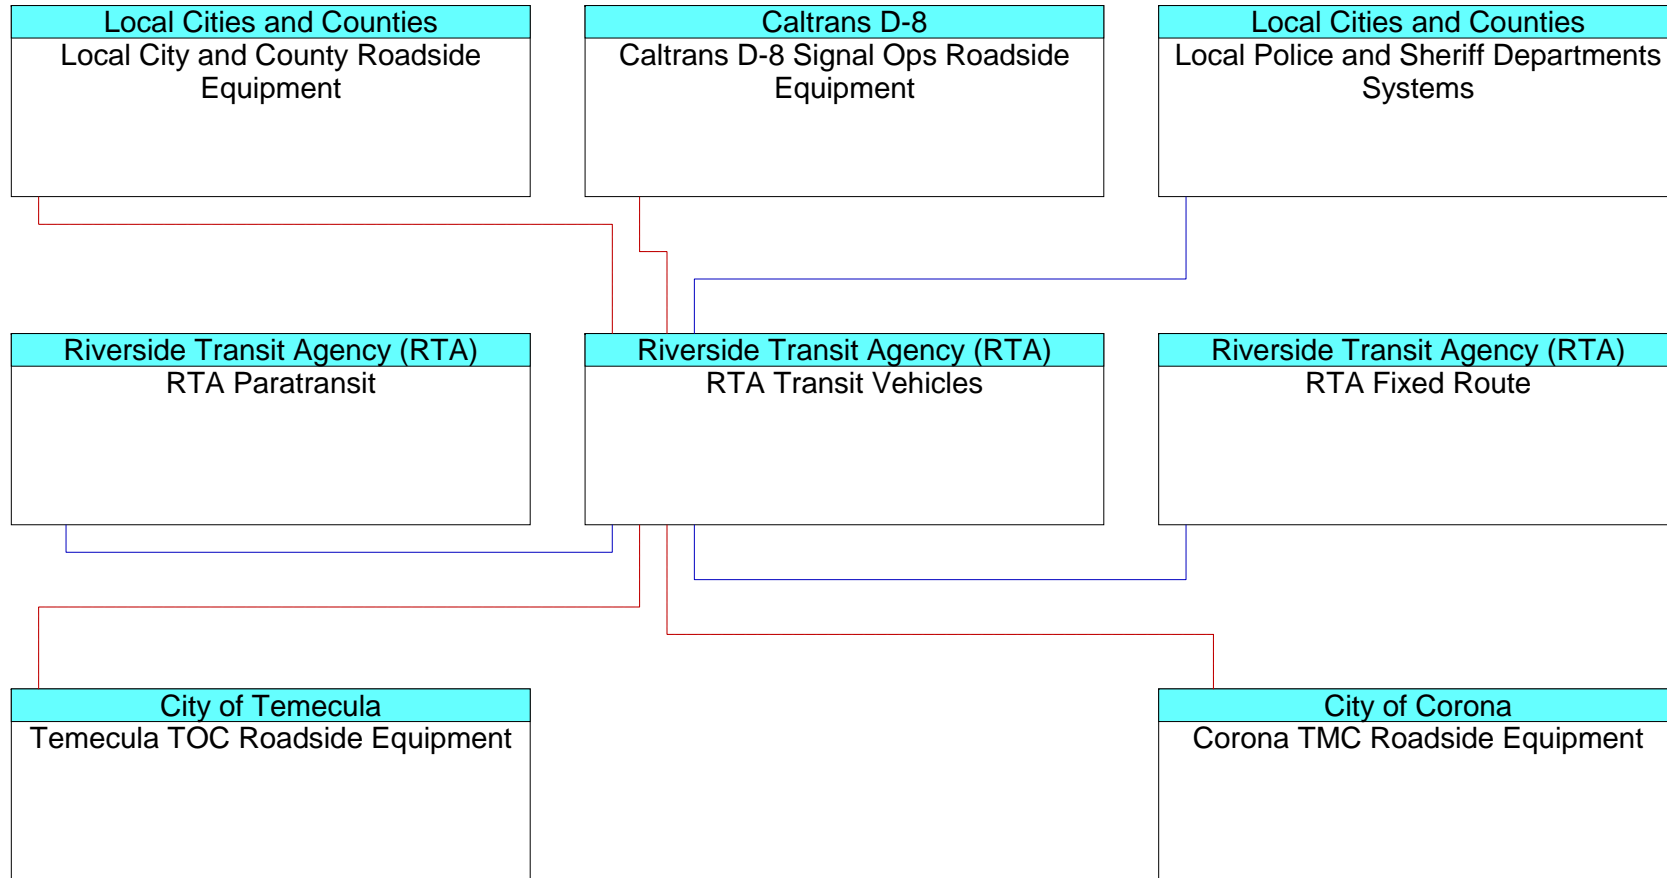 Local Cities and Counties
Local City and County Roadside
Equipment
Caltrans D-8
Caltrans D-8 Signal Ops Roadside
Equipment
Local Cities and Counties
Local Police and Sheriff Departments
Systems
Riverside Transit Agency (RTA)
RTA Paratransit
Riverside Transit Agency (RTA)
RTA Transit Vehicles
Riverside Transit Agency (RTA)
RTA Fixed Route
City of Temecula
Temecula TOC Roadside Equipment
City of Corona
Corona TMC Roadside Equipment